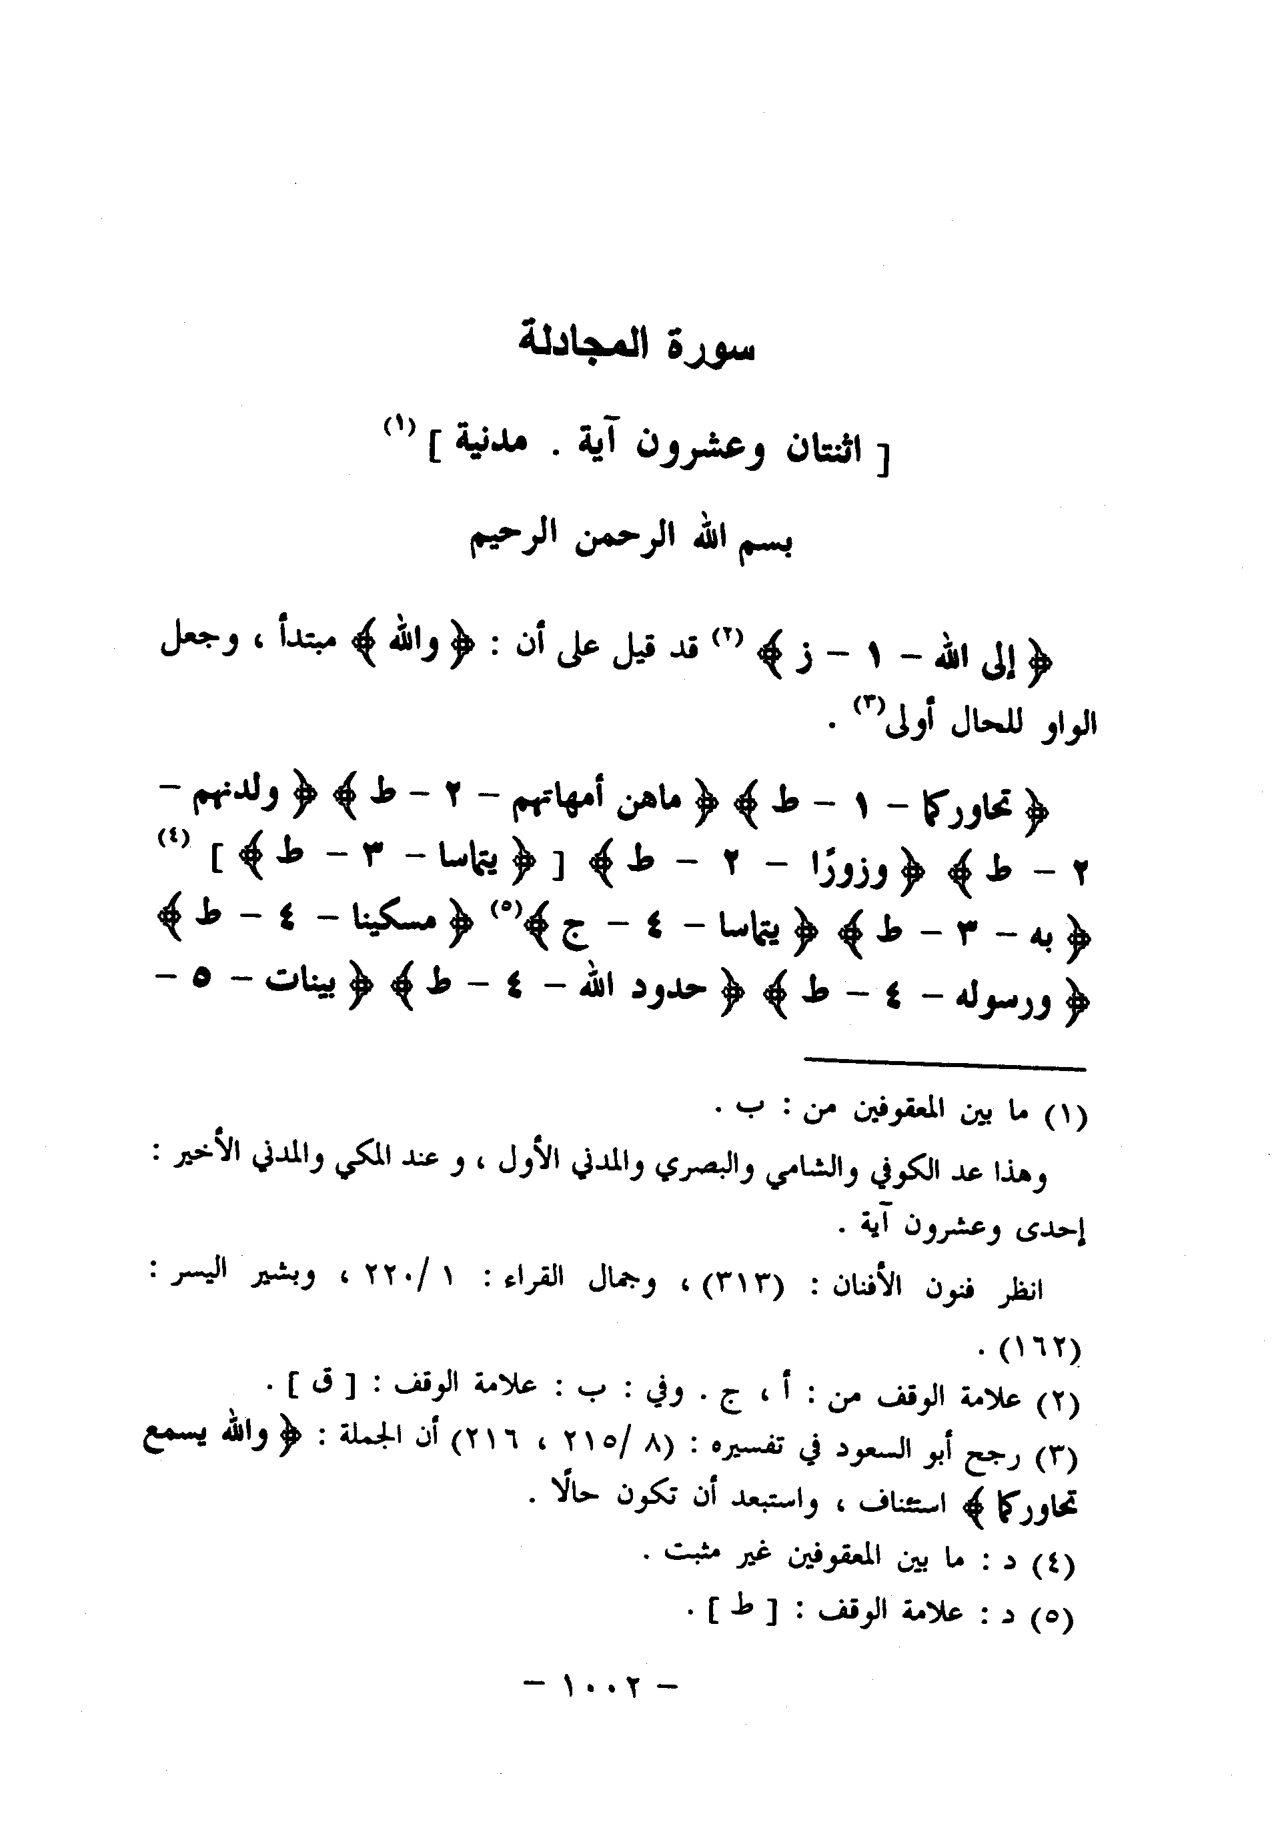 سورة المجادلة
[ اثنتان وعشرون آية . مدنية ] (١)
بسم الله الرحمن الرحيم
﴿ إلى الله – ١ – ز ﴾ (٢) قد قيل على أن : ﴿ والله ﴾ مبتدأ ، وجعل
الواو للحال أولى(٣) .
﴿ تحاوركما – ١ – ط ﴾ ﴿ ماهن أمهاتهم – ٢ – ط ﴾ ﴿ ولدنهم –
٢ – ط ﴾ ﴿ وزورًا – ٢ – ط ﴾ [ ﴿ يتماسا – ٣ – ط ﴾ ] (٤)
﴿ به – ٣ – ط ﴾ ﴿ يتماسا – ٤ – ج ﴾(٥) ﴿ مسكينا – ٤ – ط ﴾
﴿ ورسوله – ٤ – ط ﴾ ﴿ حدود الله – ٤ – ط ﴾ ﴿ بينات – ٥ –
(١) ما بين المعقوفين من : ب .
وهذا عد الكوفي والشامي والبصري والمدني الأول ، و عند المكي والمدني الأخير :
إحدى وعشرون آية .
انظر فنون الأفنان : (٣١٣) ، وجمال القراء : ١ /٢٢٠ ، وبشير اليسر :
(١٦٢) .
(٢) علامة الوقف من : أ ، ج . وفي : ب : علامة الوقف : [ ق ] .
(٣) رجح أبو السعود في تفسيره : (٨ /٢١٥ ، ٢١٦) أن الجملة : ﴿ والله يسمع
تحاوركما ﴾ استئناف ، واستبعد أن تكون حالًا .
(٤) د : ما بين المعقوفين غير مثبت .
(٥) د : علامة الوقف : [ ط ] .
– ١٠٠٢ –